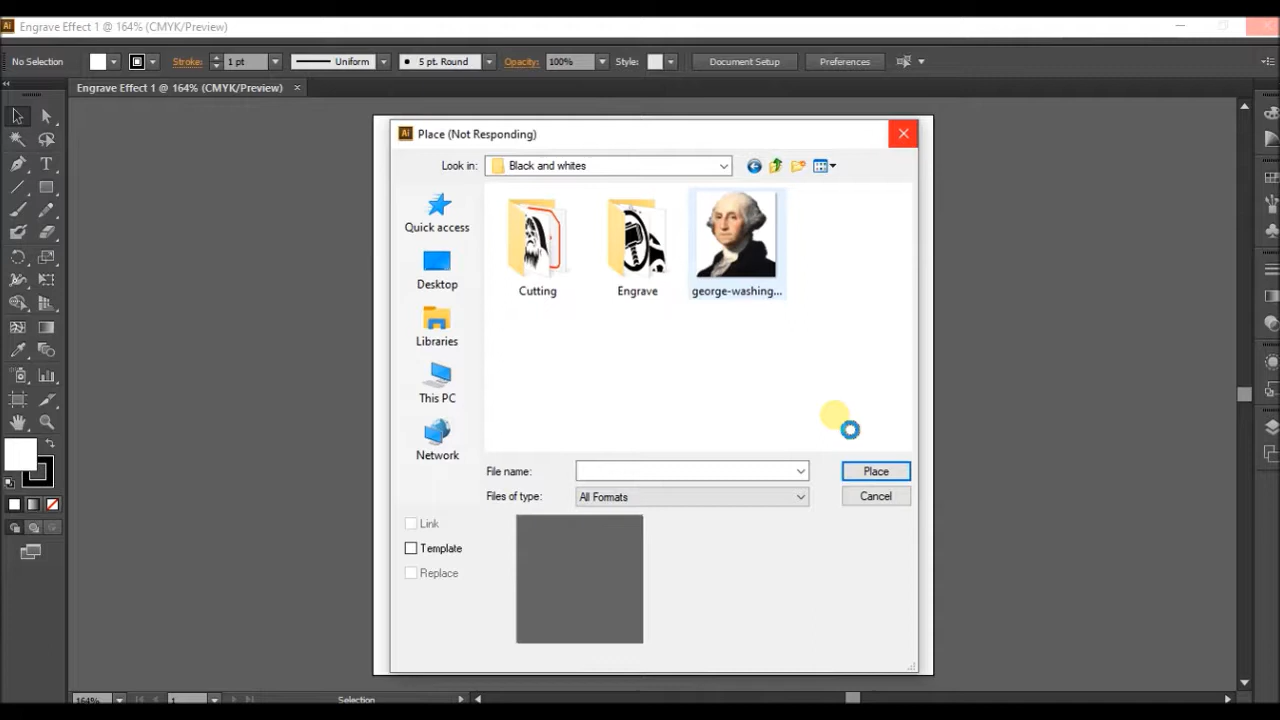 Engrave Effect 1 @ 164% (CMYK/Preview)
No Selection Stroke: 1 pt Uniform 5 pt. Round Opacity: 100% Style: Document Setup Preferences
Engrave Effect 1 @ 164% (CMYK/Preview) ×
Ai Place (Not Responding)
Look in: Black and whites
Quick access
Desktop
Libraries
This PC
Network
Cutting Engrave george-washing...
File name: Place
Files of type: All Formats Cancel
Link
Template
Replace
164% 1 Selection